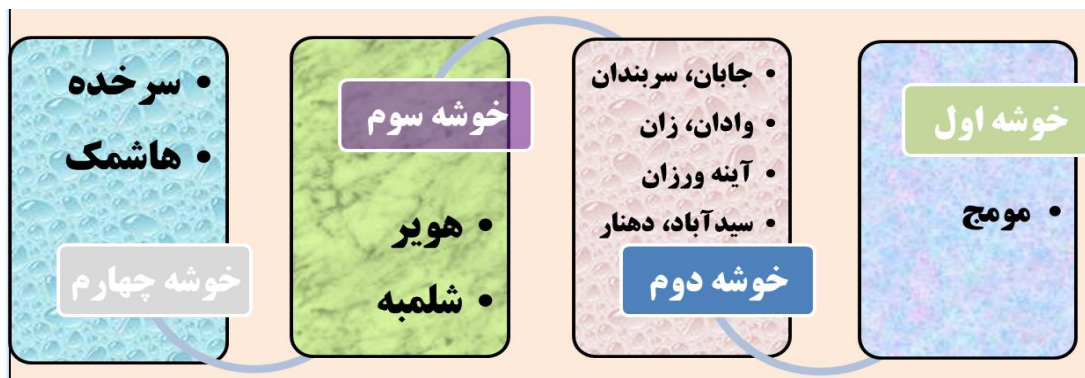 خوشه اول
• مومج
• جابان، سربندان
• وادان، زان
• آینه ورزان
• سیدآباد، دهنار
خوشه دوم
خوشه سوم
• هویر
• شلمبه
• سرخده
• هاشمک
خوشه چهارم